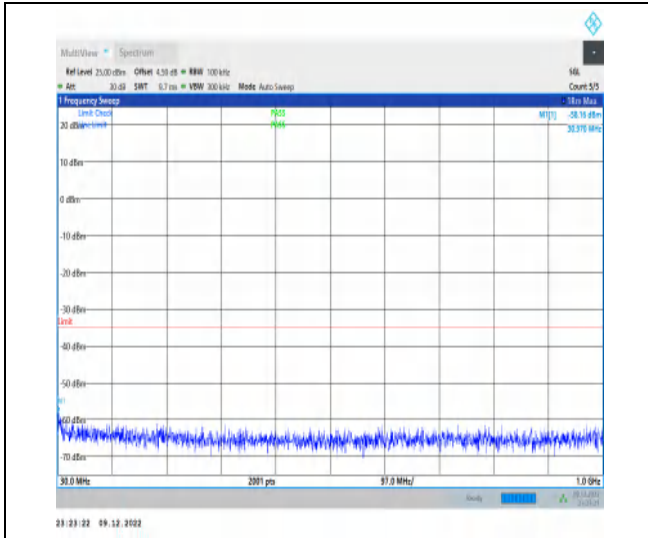 MultiView Spectrum
Ref Level 25.00 dBm Offset 4.50 dB RBW 100 kHz SGL
Att 30 dB SWT 9.7 ms VBW 300 kHz Mode Auto Sweep Count 5/5
1 Frequency Sweep
Limit Check PASS M1[1] -58.16 dBm
20 dBm Limit PASS 30.970 MHz
10 dBm
0 dBm
-10 dBm
-20 dBm
-30 dBm
Limit
-40 dBm
-50 dBm
M1
-60 dBm
-70 dBm
30.0 MHz 2001 pts 97.0 MHz/ 1.0 GHz
Ready
23:23:22 09.12.2022